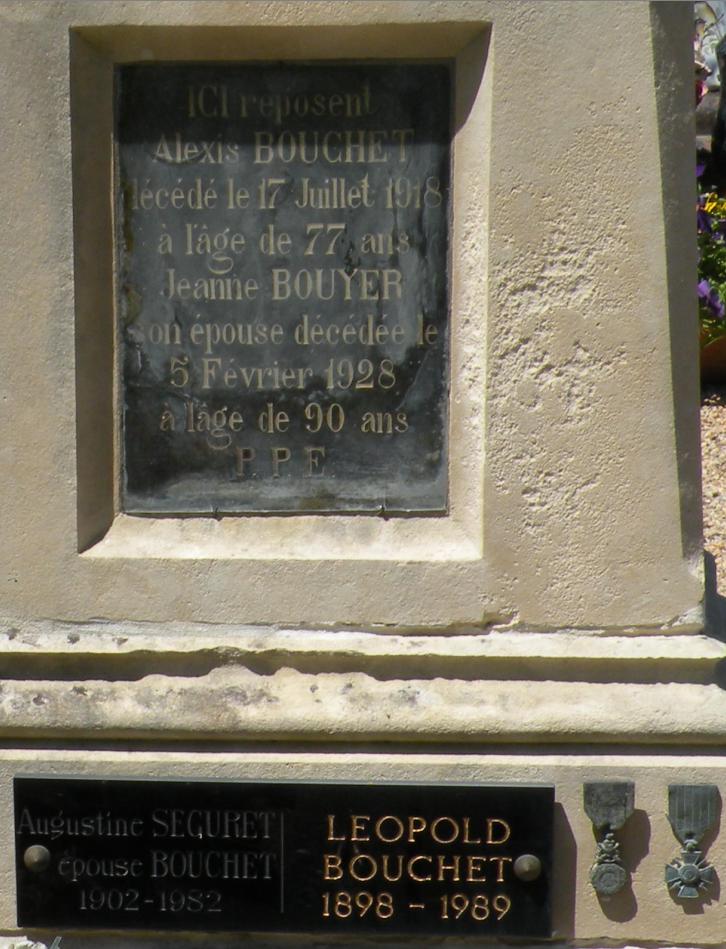 ICI reposent
Alexis BOUCHET
décédé le 17 Juillet 1918
à l'âge de 77 ans
Jeanne BOUYER
son épouse décédée le
5 Février 1928
à l'âge de 90 ans
P P E
Augustine SEGURET
épouse BOUCHET
1902-1982
LEOPOLD
BOUCHET
1898 - 1989